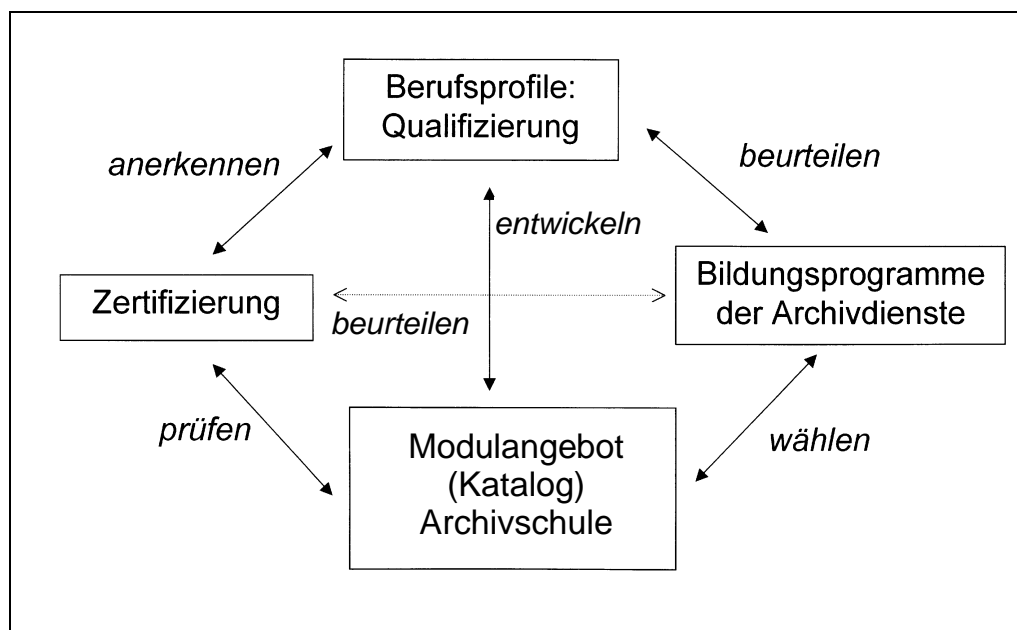 Berufsprofile:
Qualifizierung
anerkennen
beurteilen
entwickeln
Zertifizierung
Bildungsprogramme
der Archivdienste
beurteilen
prüfen
Modulangebot
(Katalog)
Archivschule
wählen